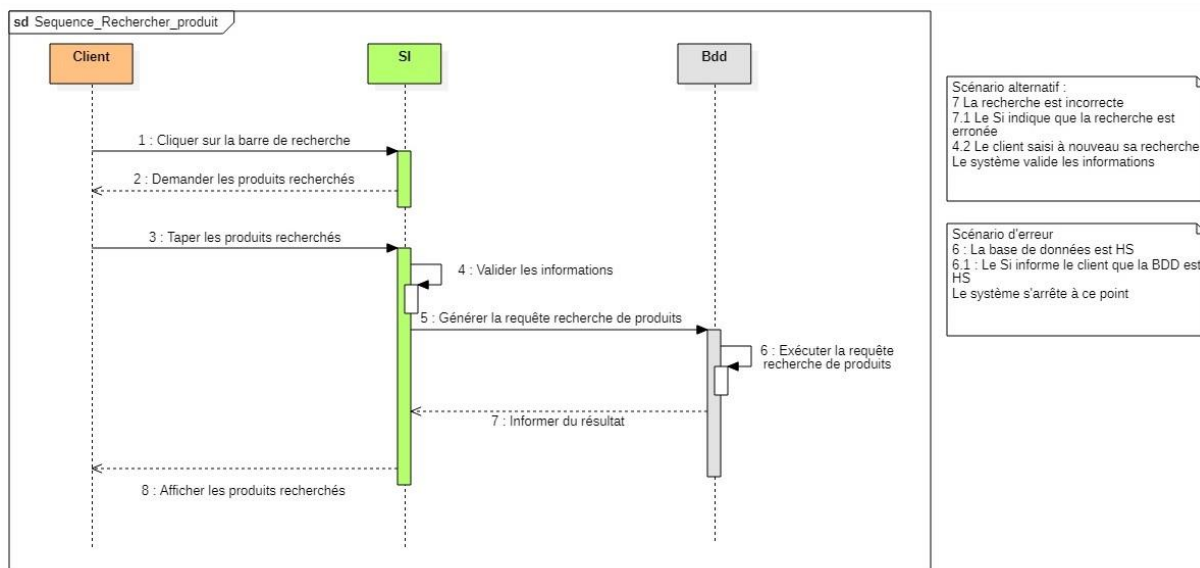 sd Sequence_Rechercher_produit
Client
SI
Bdd
1 : Cliquer sur la barre de recherche
2 : Demander les produits recherchés
3 : Taper les produits recherchés
4 : Valider les informations
5 : Générer la requête recherche de produits
6 : Exécuter la requête
recherche de produits
7 : Informer du résultat
8 : Afficher les produits recherchés
Scénario alternatif :
7 La recherche est incorrecte
7.1 Le Si indique que la recherche est
erronée
4.2 Le client saisi à nouveau sa recherche
Le système valide les informations
Scénario d'erreur
6 : La base de données est HS
6.1 : Le Si informe le client que la BDD est
HS
Le système s'arrête à ce point